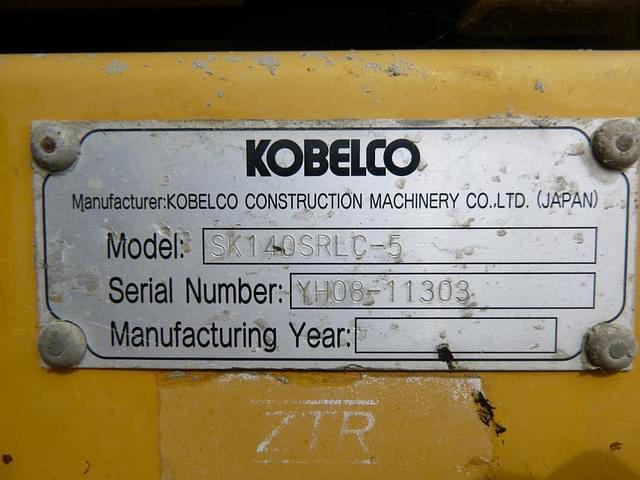 KOBELCO
Manufacturer:KOBELCO CONSTRUCTION MACHINERY CO.,LTD. (JAPAN)
Model: SK140SRLC-5
Serial Number: YH08-11303
Manufacturing Year:
ZTR